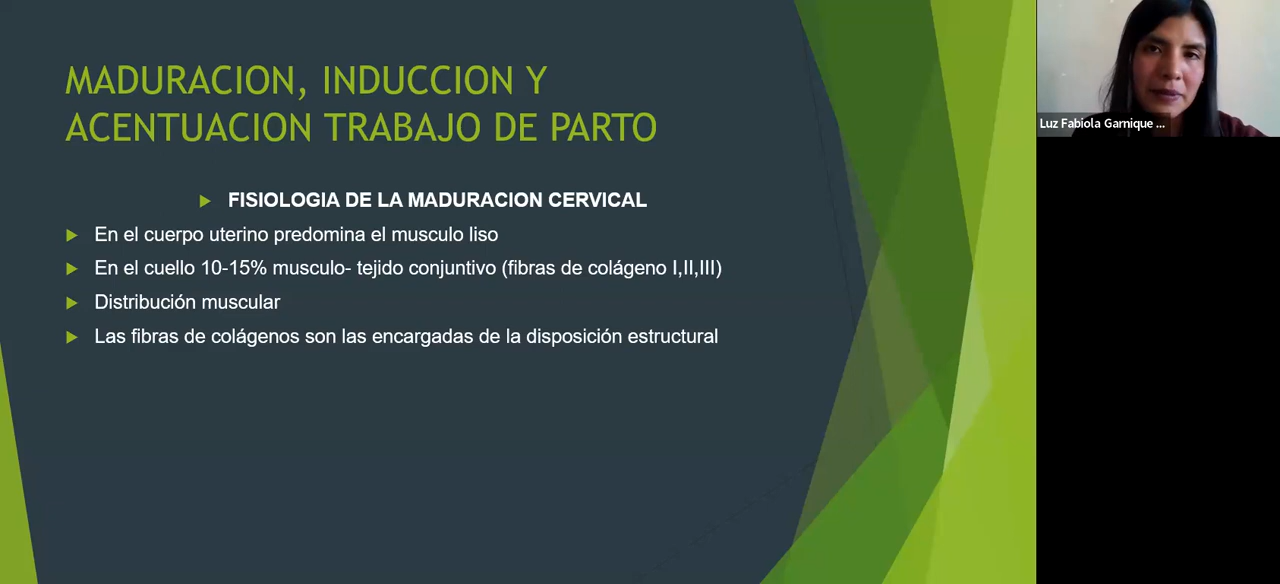 MADURACION, INDUCCION Y
ACENTUACION TRABAJO DE PARTO
FISIOLOGIA DE LA MADURACION CERVICAL
En el cuerpo uterino predomina el musculo liso
En el cuello 10-15% musculo- tejido conjuntivo (fibras de colágeno I,II,III)
Distribución muscular
Las fibras de colágenos son las encargadas de la disposición estructural
Luz Fabiola Garnique ...